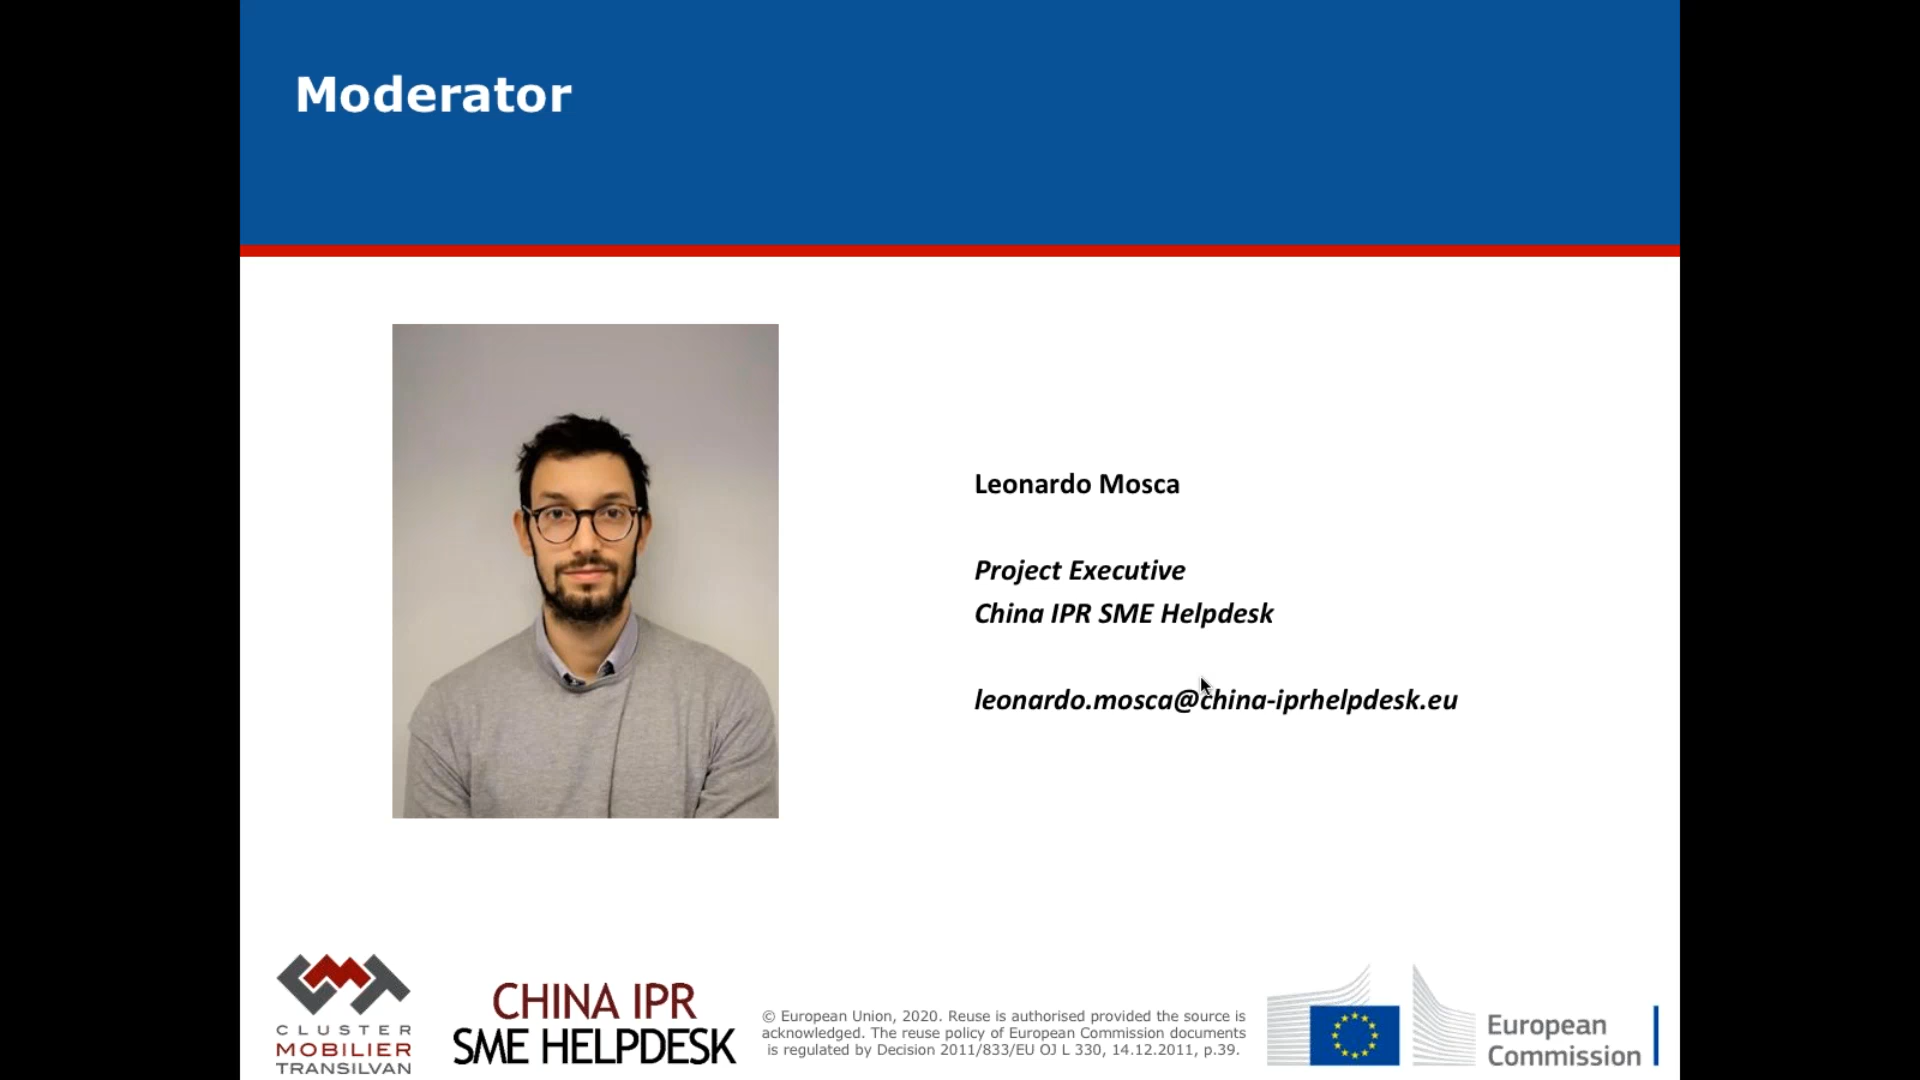 Moderator
Leonardo Mosca
Project Executive
China IPR SME Helpdesk
leonardo.mosca@china-iprhelpdesk.eu
CLUSTER
MOBILIER
TRANSILVAN
CHINA IPR
SME HELPDESK
© European Union, 2020. Reuse is authorised provided the source is
acknowledged. The reuse policy of European Commission documents
is regulated by Decision 2011/833/EU OJ L 330, 14.12.2011, p.39.
European
Commission